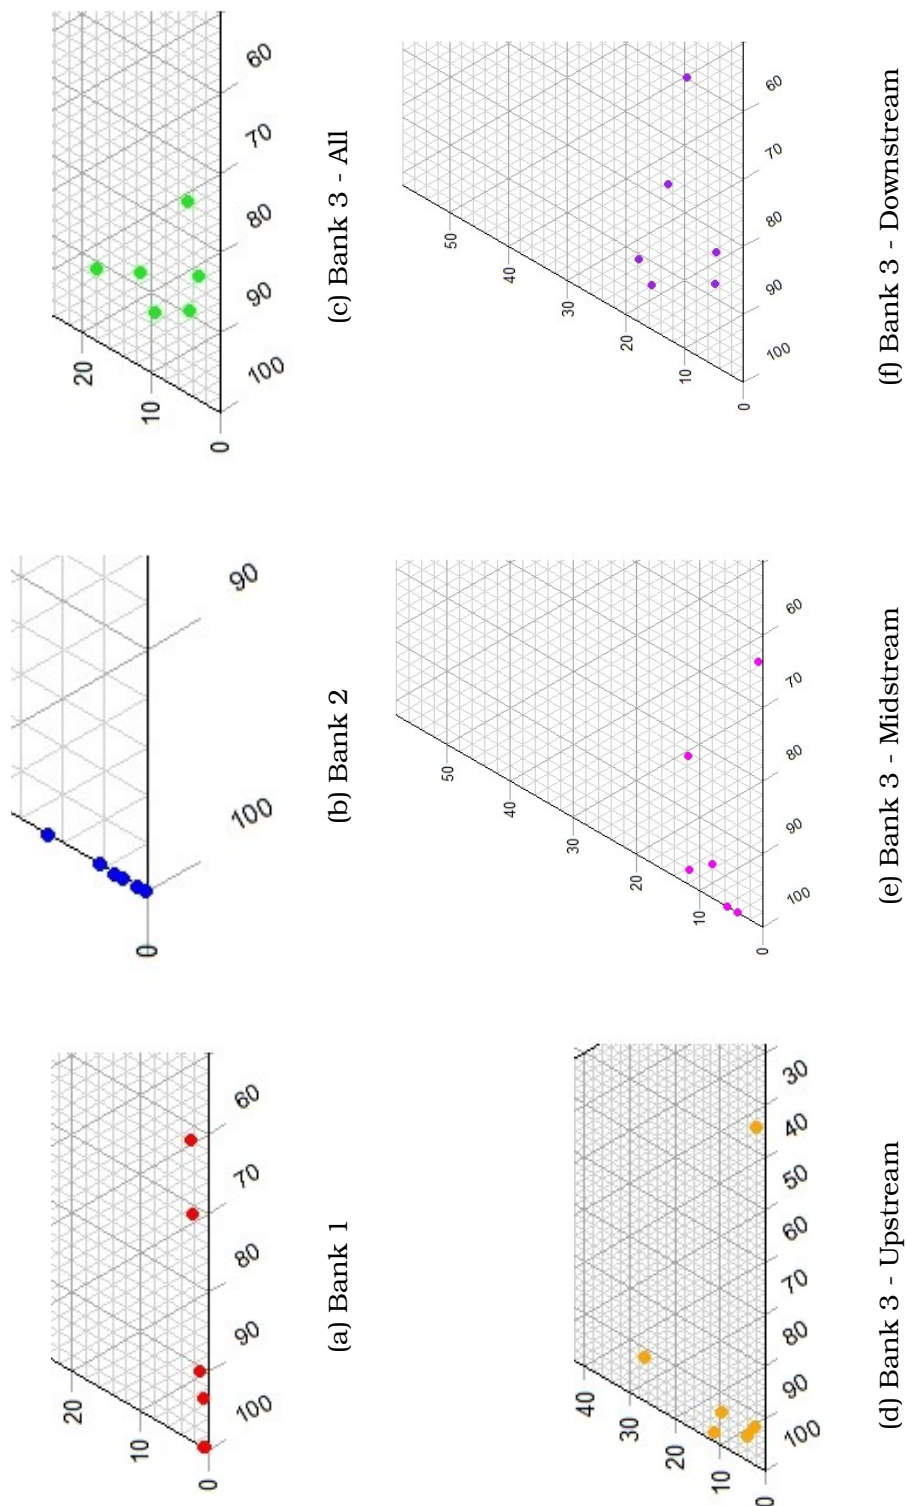 20
10
0
100 90 80 70 60
(a) Bank 1
0
100 90
(b) Bank 2
20
10
0
100 90 80 70 60
(c) Bank 3 - All
40
30
20
10
0
100 90 80 70 60 50 40 30
(d) Bank 3 - Upstream
50
40
30
20
10
0
100 90 80 70 60
(e) Bank 3 - Midstream
50
40
30
20
10
0
100 90 80 70 60
(f) Bank 3 - Downstream